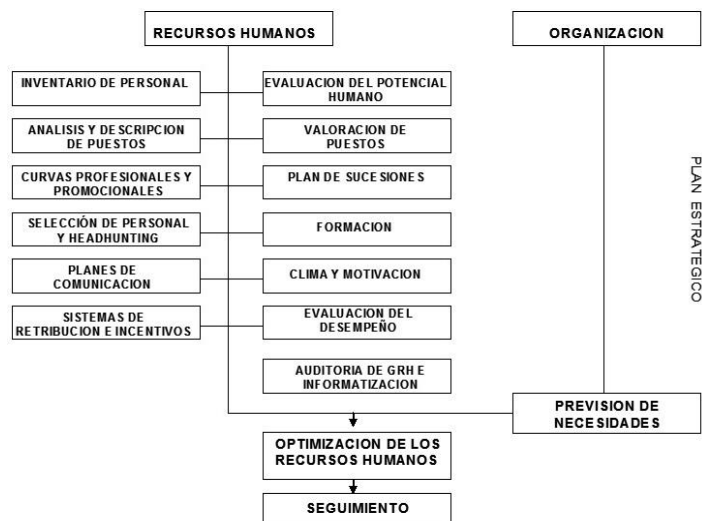 RECURSOS HUMANOS
ORGANIZACION
INVENTARIO DE PERSONAL
EVALUACION DEL POTENCIAL
HUMANO
ANALISIS Y DESCRIPCION
DE PUESTOS
VALORACION DE
PUESTOS
CURVAS PROFESIONALES Y
PROMOCIONALES
PLAN DE SUCESIONES
SELECCIÓN DE PERSONAL
Y HEADHUNTING
FORMACION
PLANES DE
COMUNICACION
CLIMA Y MOTIVACION
SISTEMAS DE
RETRIBUCION E INCENTIVOS
EVALUACION DEL
DESEMPEÑO
AUDITORIA DE GRH E
INFORMATIZACION
PLAN ESTRATEGICO
PREVISION DE
NECESIDADES
OPTIMIZACION DE LOS
RECURSOS HUMANOS
SEGUIMIENTO